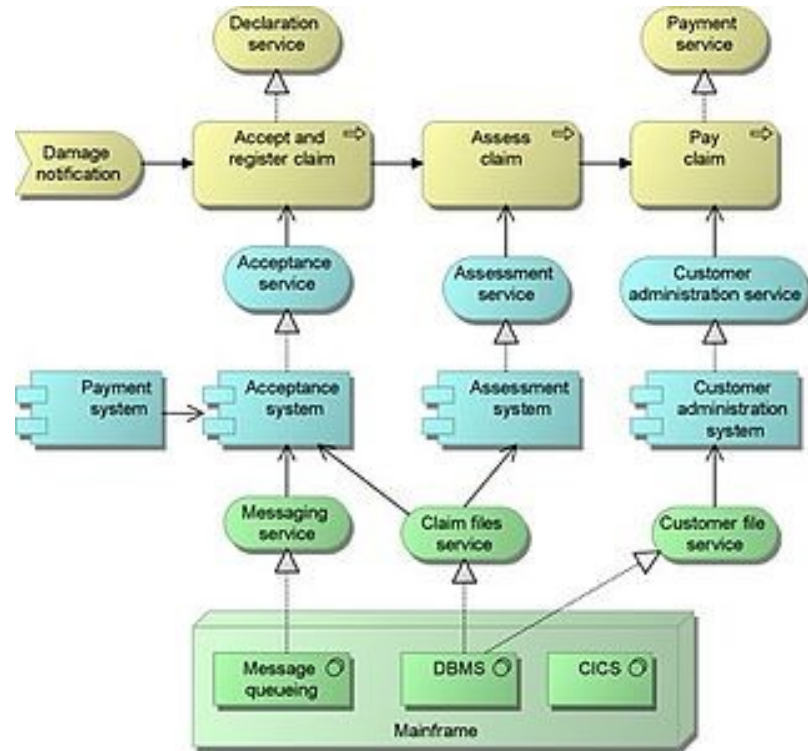 Declaration
service
Payment
service
Damage
notification
Accept and
register claim
Assess
claim
Pay
claim
Acceptance
service
Assessment
service
Customer
administration service
Payment
system
Acceptance
system
Assessment
system
Customer
administration
system
Messaging
service
Claim files
service
Customer file
service
Message
queueing
DBMS
CICS
Mainframe